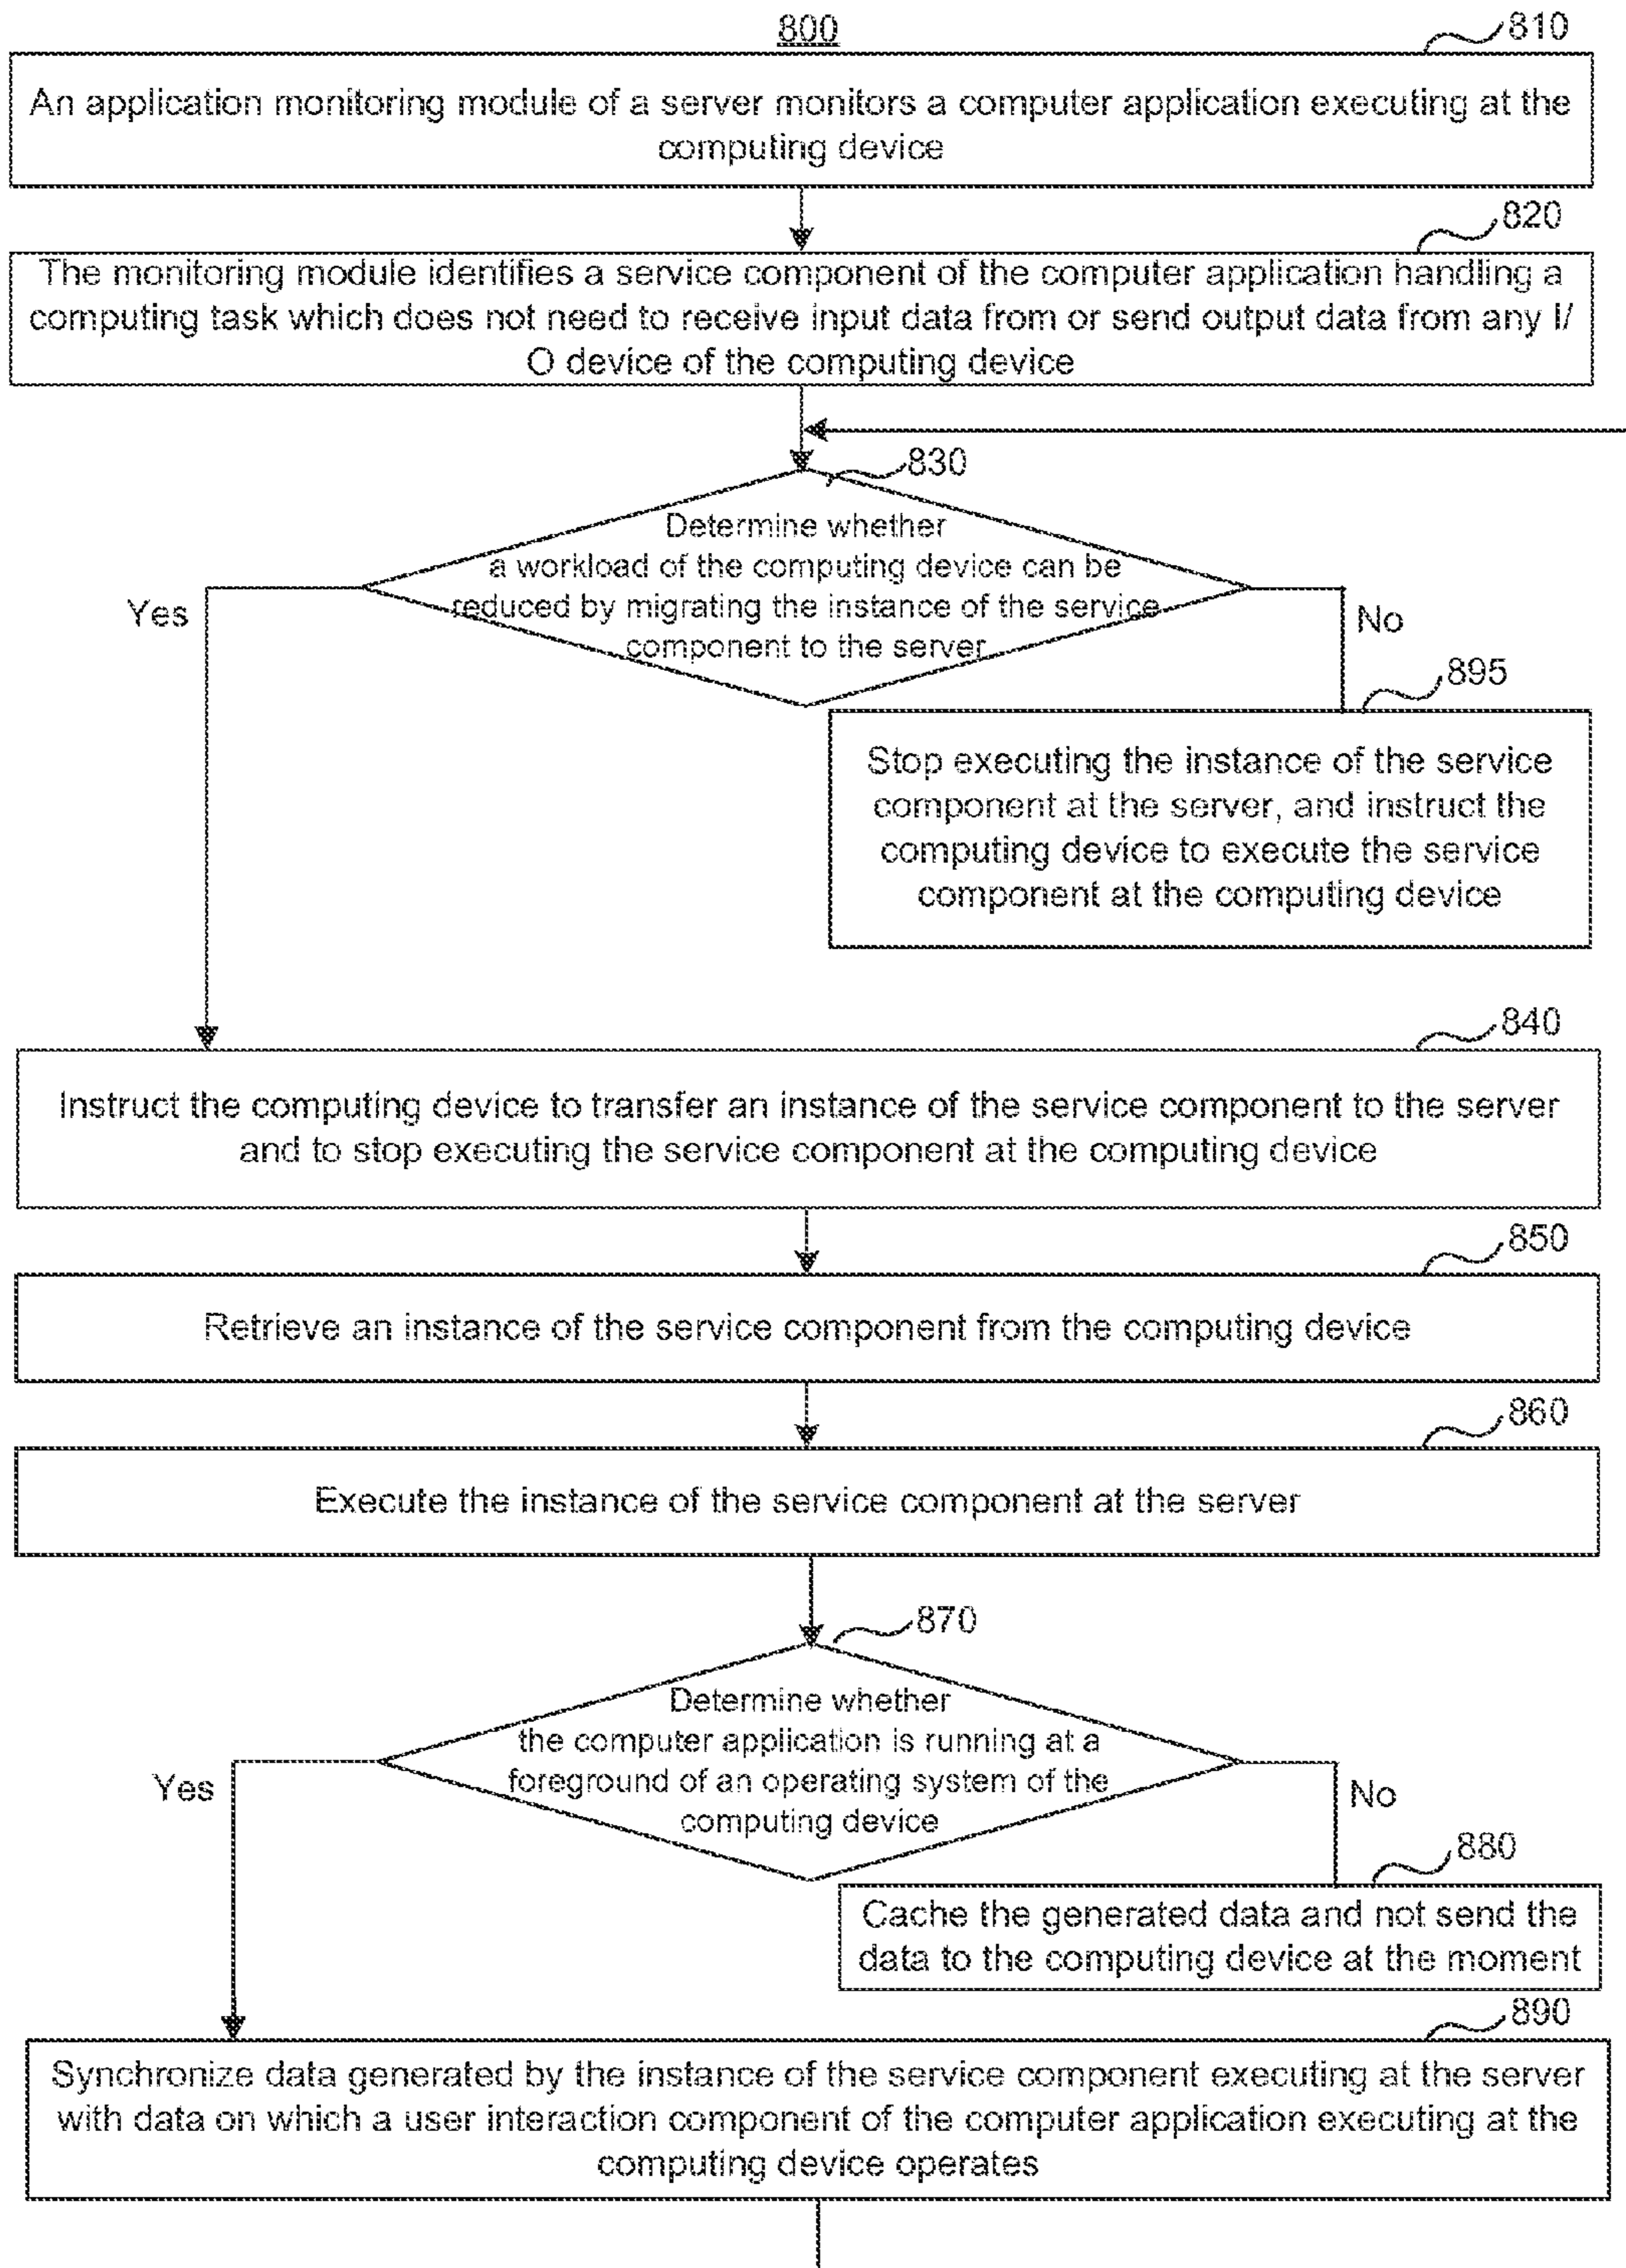 800
810
An application monitoring module of a server monitors a computer application executing at the
computing device
820
The monitoring module identifies a service component of the computer application handling a
computing task which does not need to receive input data from or send output data from any I/
O device of the computing device
830
Determine whether
a workload of the computing device can be
reduced by migrating the instance of the service
component to the server
Yes
No
895
Stop executing the instance of the service
component at the server, and instruct the
computing device to execute the service
component at the computing device
840
Instruct the computing device to transfer an instance of the service component to the server
and to stop executing the service component at the computing device
850
Retrieve an instance of the service component from the computing device
860
Execute the instance of the service component at the server
870
Determine whether
the computer application is running at a
foreground of an operating system of the
computing device
Yes
No
880
Cache the generated data and not send the
data to the computing device at the moment
890
Synchronize data generated by the instance of the service component executing at the server
with data on which a user interaction component of the computer application executing at the
computing device operates